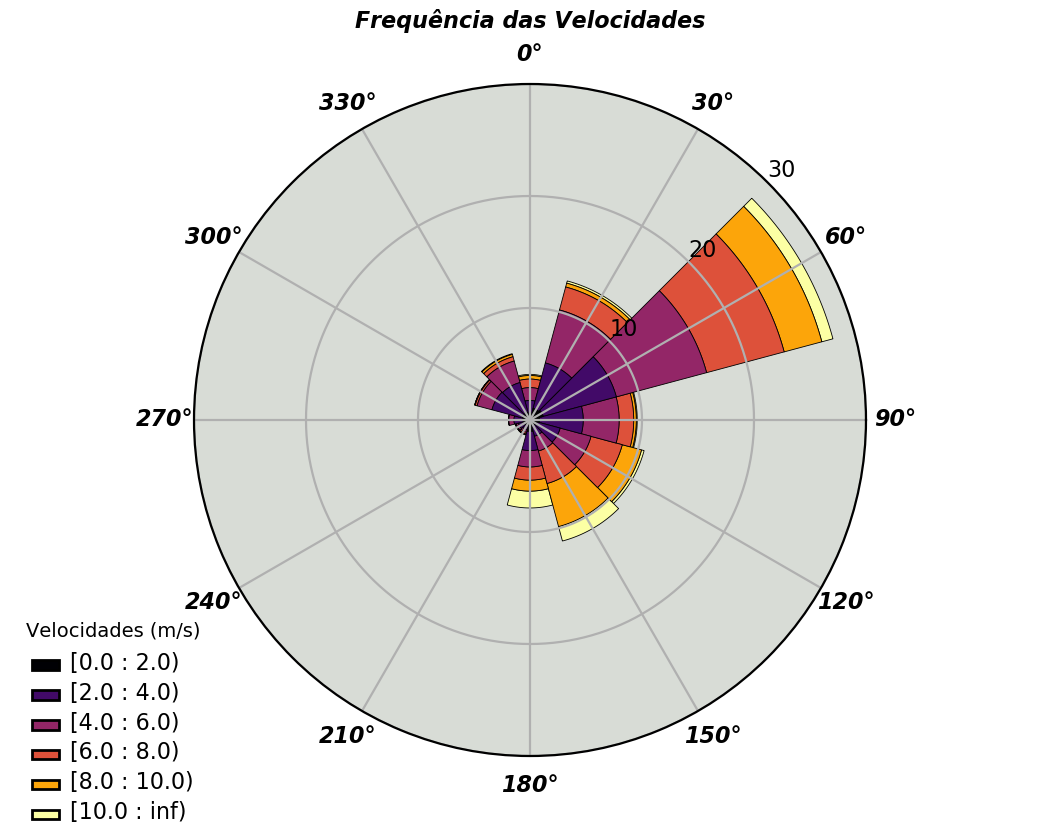 Frequência das Velocidades
0°
330°
30°
30
300°
60°
20
10
270°
90°
240°
120°
210°
150°
180°
Velocidades (m/s)
[0.0 : 2.0)
[2.0 : 4.0)
[4.0 : 6.0)
[6.0 : 8.0)
[8.0 : 10.0)
[10.0 : inf)